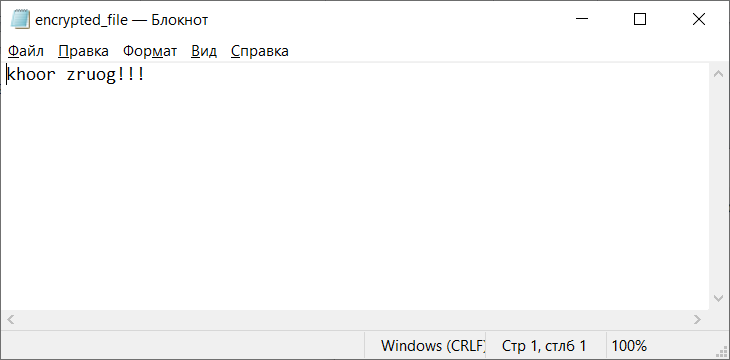 encrypted_file — Блокнот
Файл Правка Формат Вид Справка
khoor zruog!!!
Windows (CRLF) Стр 1, стлб 1 100%